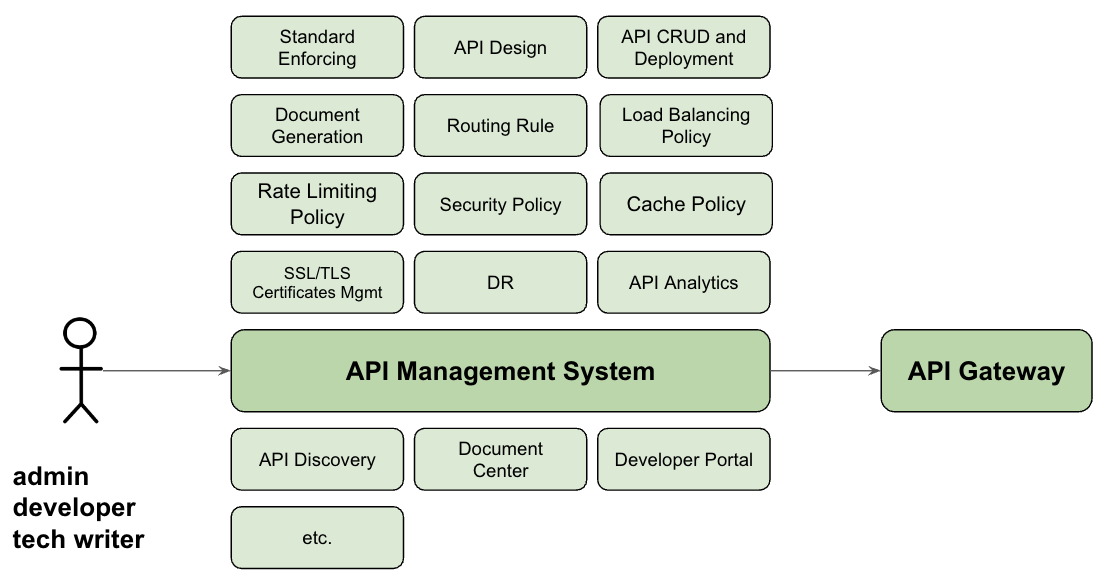 Standard
Enforcing
API Design
API CRUD and
Deployment
Document
Generation
Routing Rule
Load Balancing
Policy
Rate Limiting
Policy
Security Policy
Cache Policy
SSL/TLS
Certificates Mgmt
DR
API Analytics
API Management System
API Gateway
API Discovery
Document
Center
Developer Portal
admin
developer
tech writer
etc.